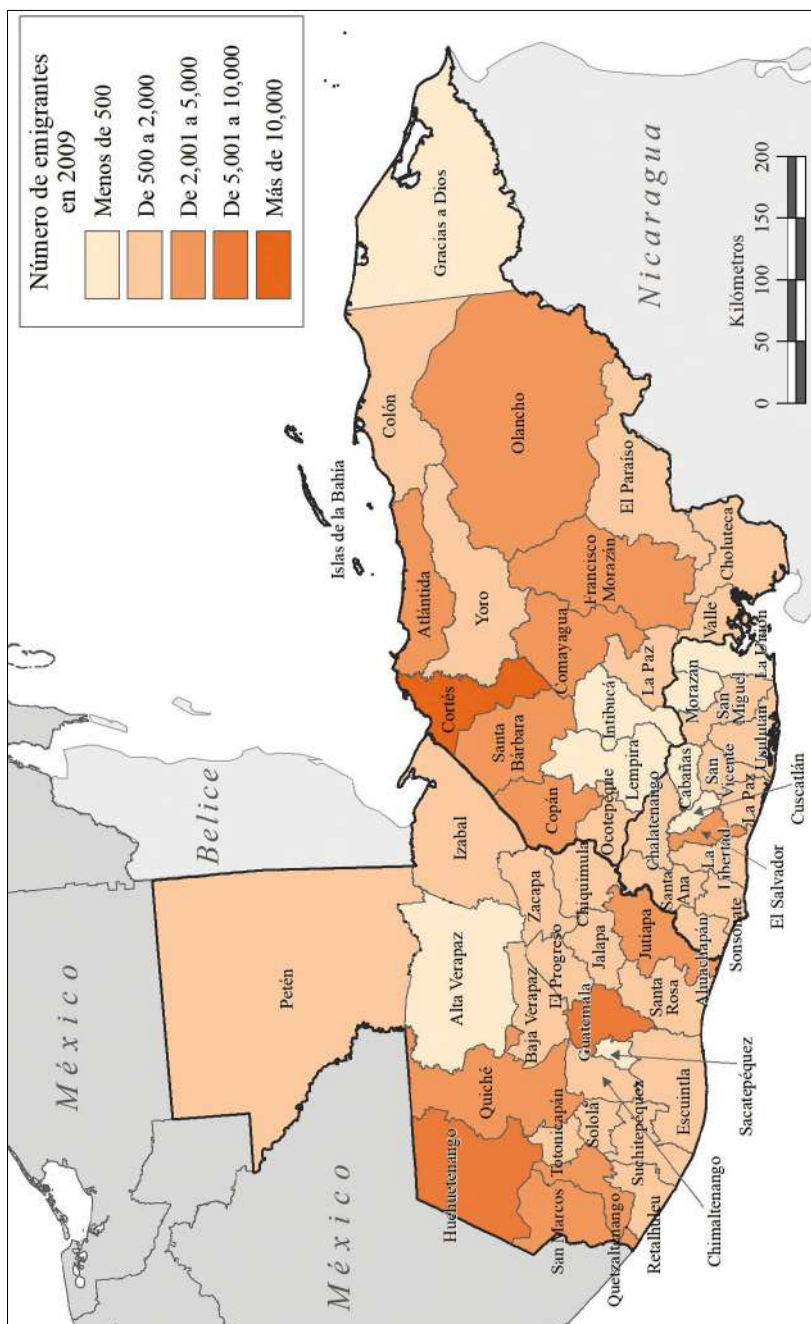 Número de emigrantes
en 2009
Menos de 500
De 500 a 2,000
De 2,001 a 5,000
De 5,001 a 10,000
Más de 10,000
México
México
Belice
Petén
Huehuetenango
Quiché
Alta Verapaz
Izabal
San Marcos
Totonicapán
Baja Verapaz
El Progreso
Zacapa
Quetzaltenango
Sololá
Guatemala
Jalapa
Chiquimula
Retalhuleu
Suchitepéquez
Chimaltenango
Sacatepéquez
Escuintla
Santa
Rosa
Jutiapa
Islas de la Bahía
Cortés
Atlántida
Yoro
Colón
Gracias a Dios
Santa
Bárbara
Copán
Ocotepeque
Lempira
Intibucá
Comayagua
La Paz
Francisco
Morazán
Olancho
El Paraíso
Valle
Choluteca
Ahuachapán
Santa
Ana
Sonsonate
La
Libertad
Chalatenango
El Salvador
Cuscatlán
Cabañas
San
Vicente
La Paz
Usulután
San
Miguel
Morazan
La Unión
Nicaragua
0
50
100
150
200
Kilómetros